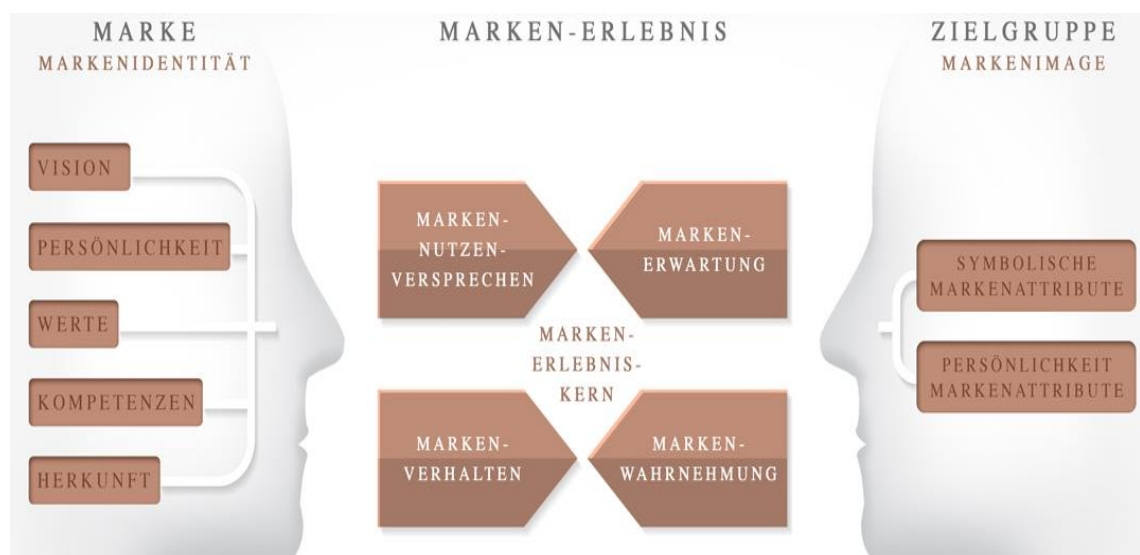 MARKE
MARKENIDENTITÄT
VISION
PERSÖNLICHKEIT
WERTE
KOMPETENZEN
HERKUNFT
MARKEN-ERLEBNIS
MARKEN-
NUTZEN-
VERSPRECHEN
MARKEN-
ERWARTUNG
MARKEN-
ERLEBNIS-
KERN
MARKEN-
VERHALTEN
MARKEN-
WAHRNEHMUNG
ZIELGRUPPE
MARKENIMAGE
SYMBOLISCHE
MARKENATTRIBUTE
PERSÖNLICHKEIT
MARKENATTRIBUTE